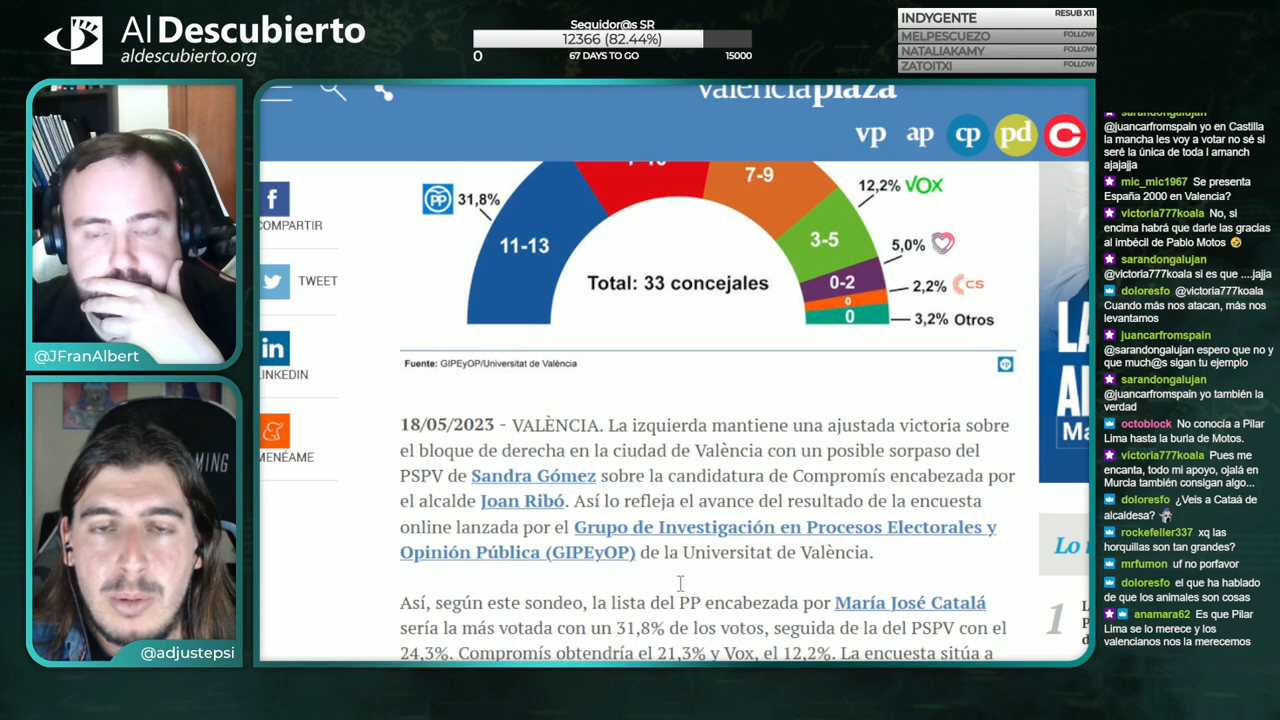 Al Descubierto
aldescubierto.org
Seguidor@s SR
12366 (82.44%)
0
67 DAYS TO GO
15000
INDYGENTE
RESUB X11
MELPESCUEZO
FOLLOW
NATALIAKAMY
FOLLOW
ZATOITXI
FOLLOW
@JFranAlbert
@adjustepsi
valenciaplaza
vp
ap
cp
pd
C
COMPARTIR
TWEET
LINKEDIN
MENÉAME
PP
31,8%
11-13
7-9
12,2% VOX
3-5
5,0%
0-2
2,2% CS
0
0
3,2% Otros
Total: 33 concejales
Fuente: GIPEyOP/Universitat de València
vp
18/05/2023 - VALÈNCIA. La izquierda mantiene una ajustada victoria sobre
el bloque de derecha en la ciudad de València con un posible sorpaso del
PSPV de Sandra Gómez sobre la candidatura de Compromís encabezada por
el alcalde Joan Ribó. Así lo refleja el avance del resultado de la encuesta
online lanzada por el Grupo de Investigación en Procesos Electorales y
Opinión Pública (GIPEyOP) de la Universitat de València.
Así, según este sondeo, la lista del PP encabezada por María José Catalá
sería la más votada con un 31,8% de los votos, seguida de la del PSPV con el
24,3%. Compromís obtendría el 21,3% y Vox, el 12,2%. La encuesta sitúa a
Lo
1
sarandongalujan
@juancarfromspain yo en Castilla
la mancha les voy a votar no sé si
seré la única de toda l amanch
ajajajja
mic_mic1967 Se presenta
España 2000 en Valencia?
victoria777koala No, si
encima habrá que darle las gracias
al imbécil de Pablo Motos
sarandongalujan
@victoria777koala si es que ....jajja
doloresfo @victoria777koala
Cuando más nos atacan, más nos
levantamos
juancarfromspain
@sarandongalujan espero que no y
que much@s sigan tu ejemplo
sarandongalujan
@juancarfromspain yo también la
verdad
octoblock No conocía a Pilar
Lima hasta la burla de Motos.
victoria777koala Pues me
encanta, todo mi apoyo, ojalá en
Murcia también consigan algo...
doloresfo ¿Veis a Cataá de
alcaldesa?
rockefeller337 xq las
horquillas son tan grandes?
mrfumon uf no porfavor
doloresfo el que ha hablado
de que los animales son cosas
anamara62 Es que Pilar
Lima se lo merece y los
valencianos nos la merecemos